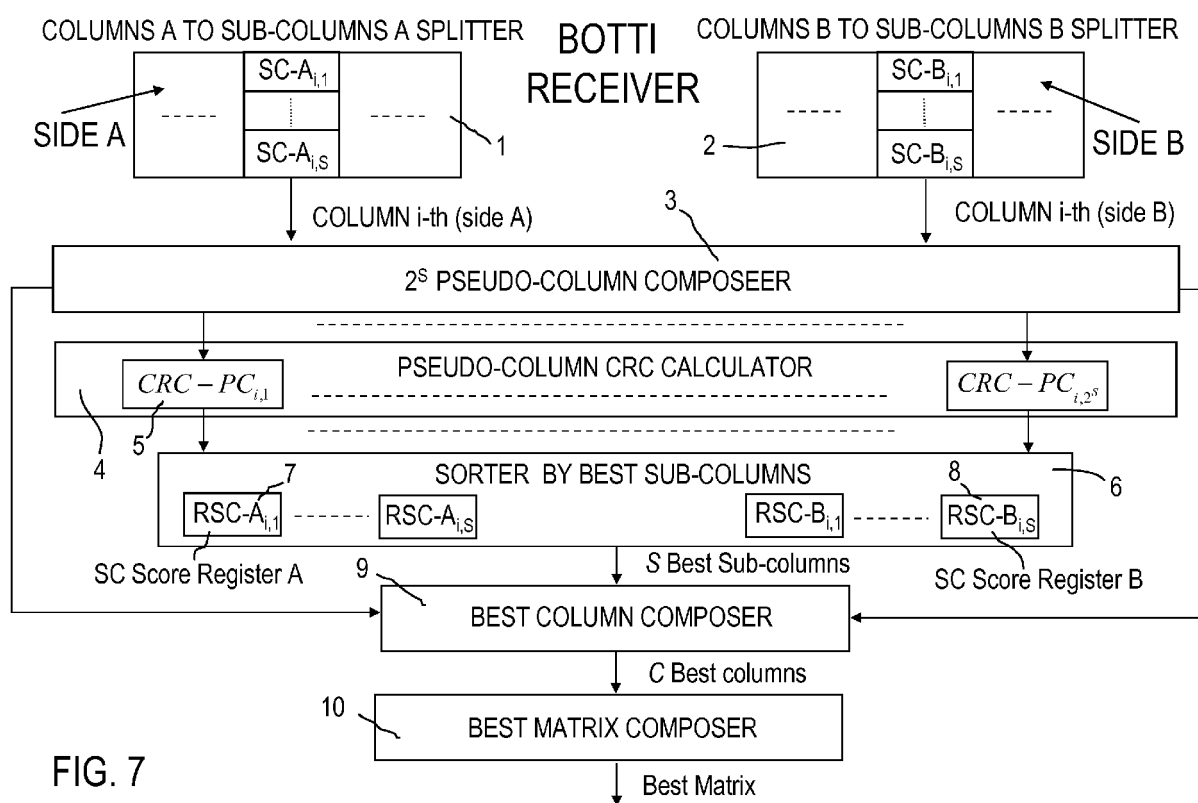 COLUMNS A TO SUB-COLUMNS A SPLITTER
BOTTI
RECEIVER
COLUMNS B TO SUB-COLUMNS B SPLITTER
SC-A_{i,1}
SC-A_{i,S}
SIDE A
1
SC-B_{i,1}
SC-B_{i,S}
2
SIDE B
COLUMN i-th (side A)
3
COLUMN i-th (side B)
2^S PSEUDO-COLUMN COMPOSEER
PSEUDO-COLUMN CRC CALCULATOR
CRC – PC_{i,1}
CRC – PC_{i,2^S}
4
5
SORTER BY BEST SUB-COLUMNS
6
7
8
RSC-A_{i,1}
RSC-A_{i,S}
RSC-B_{i,1}
RSC-B_{i,S}
SC Score Register A
S Best Sub-columns
SC Score Register B
9
BEST COLUMN COMPOSER
C Best columns
10
BEST MATRIX COMPOSER
FIG. 7
Best Matrix